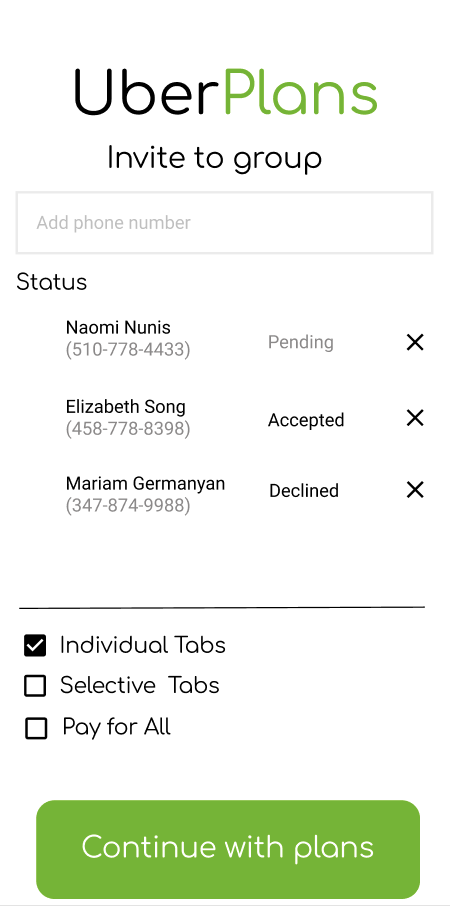 UberPlans
Invite to group
Add phone number
Status
Naomi Nunis
(510-778-4433)
Pending
Elizabeth Song
(458-778-8398)
Accepted
Mariam Germanyan
(347-874-9988)
Declined
Individual Tabs
Selective Tabs
Pay for All
Continue with plans